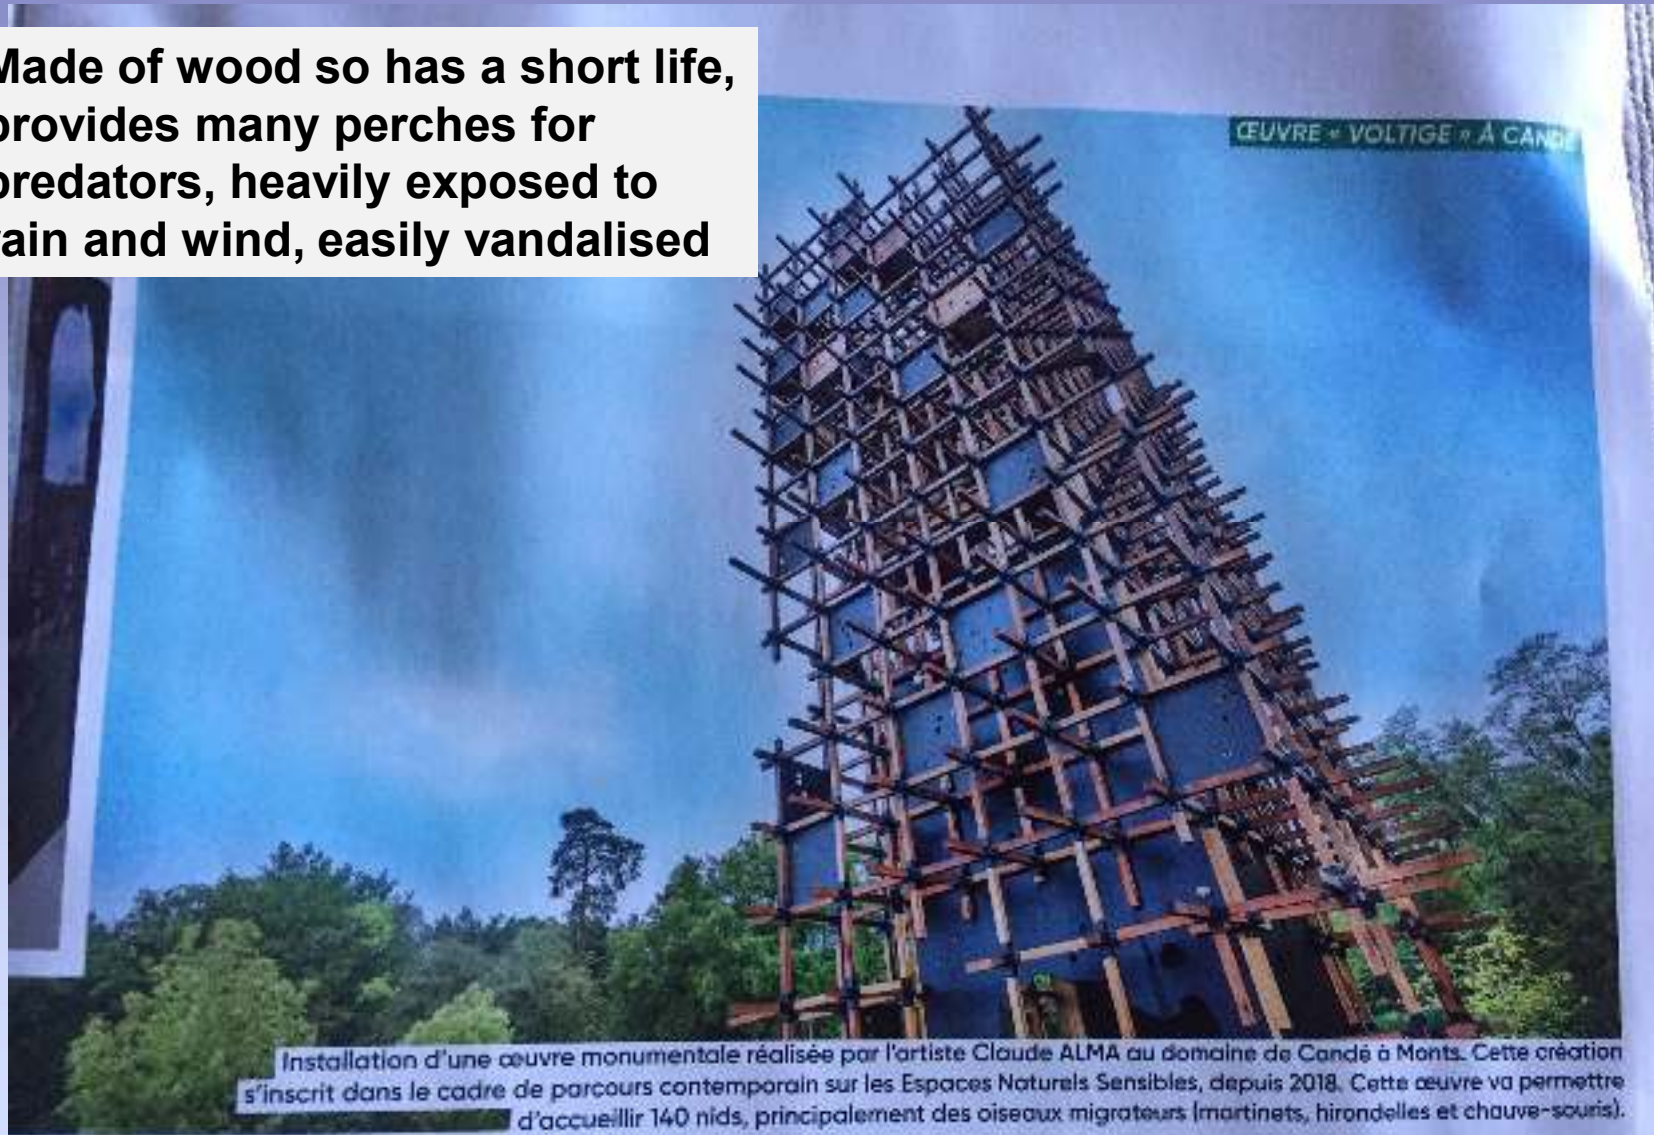 Made of wood so has a short life,
provides many perches for
predators, heavily exposed to
rain and wind, easily vandalised
ŒUVRE « VOLTIGE » À CANDÉ
Installation d'une œuvre monumentale réalisée par l'artiste Claude ALMA au domaine de Candé à Monts. Cette création
s'inscrit dans le cadre de parcours contemporain sur les Espaces Naturels Sensibles, depuis 2018. Cette œuvre va permettre
d'accueillir 140 nids, principalement des oiseaux migrateurs (martinets, hirondelles et chauve-souris).